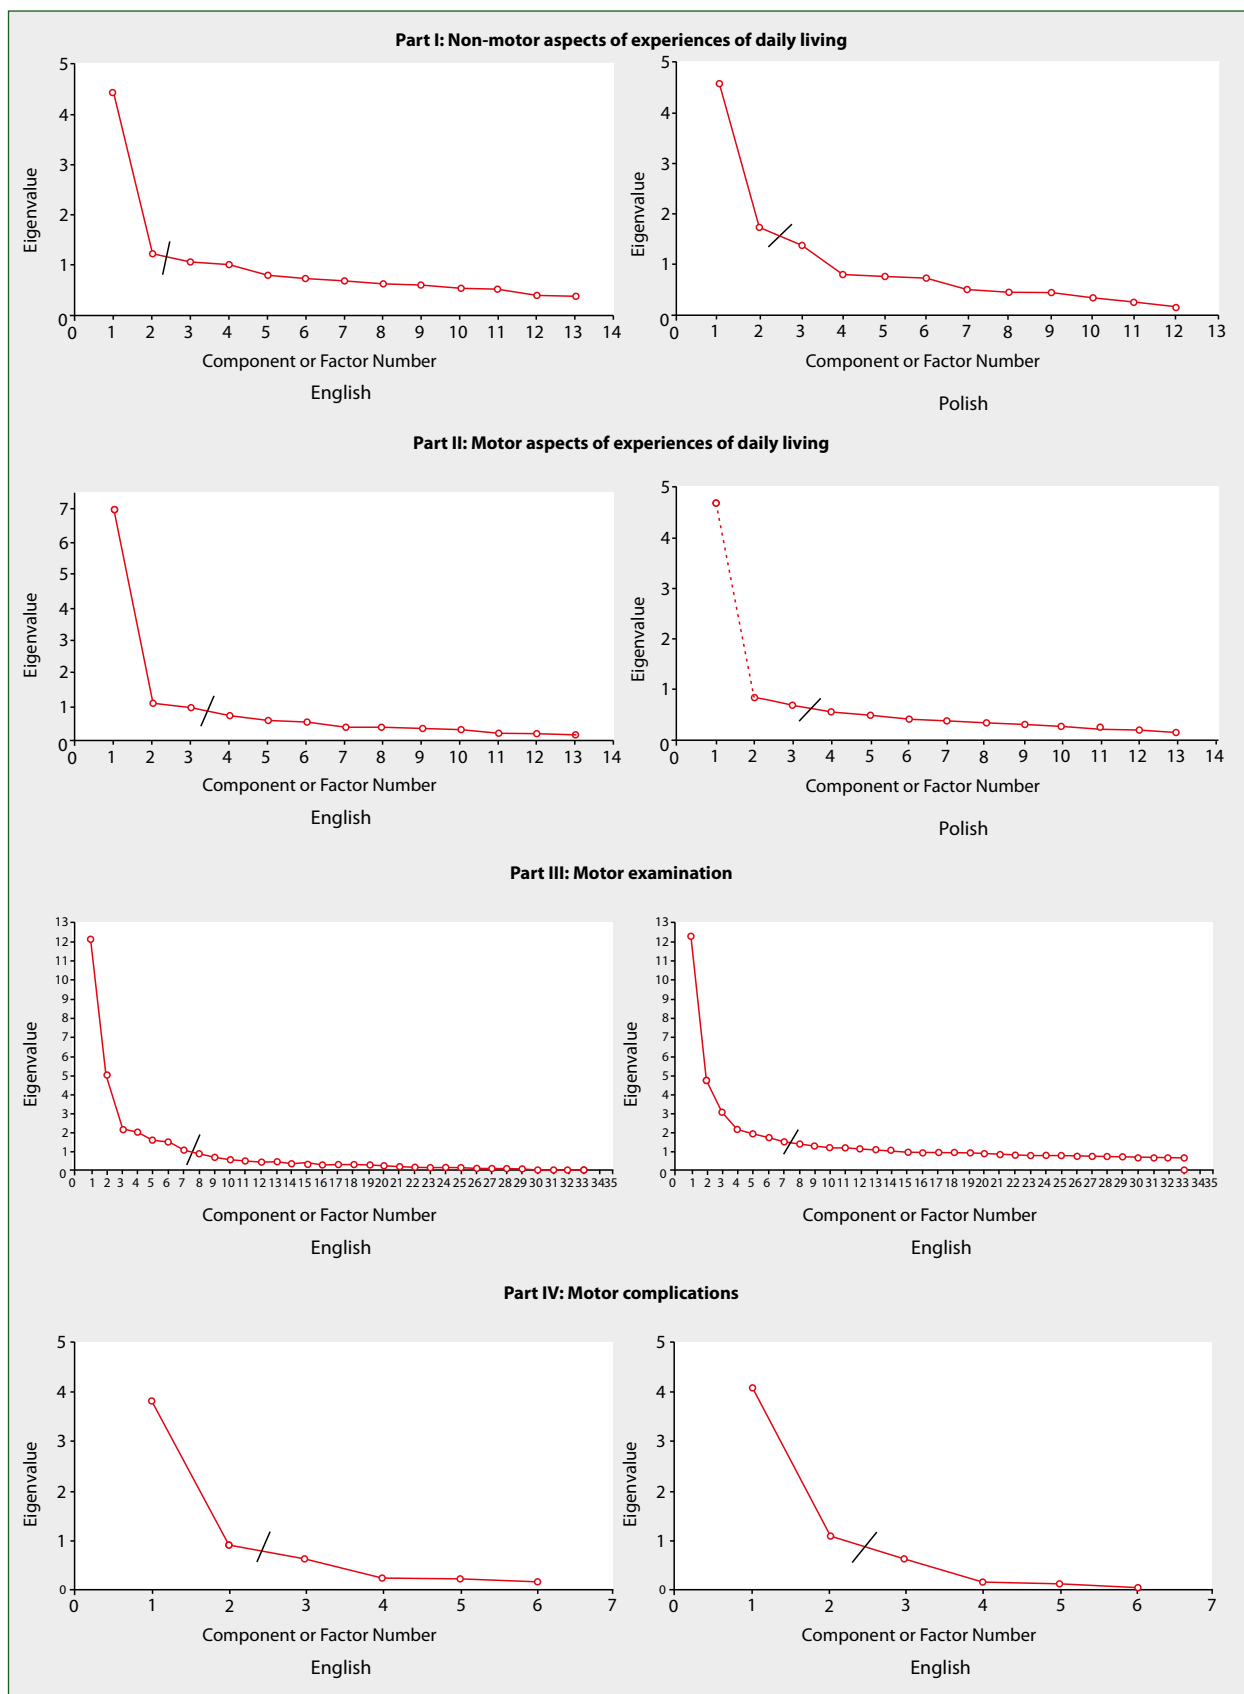 Part I: Non-motor aspects of experiences of daily living
5
4
3
2
1
0
Eigenvalue
1 2 3 4 5 6 7 8 9 10 11 12 13 14
Component or Factor Number
English
5
4
3
2
1
0
Eigenvalue
0 1 2 3 4 5 6 7 8 9 10 11 12 13
Component or Factor Number
Polish
Part II: Motor aspects of experiences of daily living
7
6
5
4
3
2
1
0
Eigenvalue
0 1 2 3 4 5 6 7 8 9 10 11 12 13 14
Component or Factor Number
English
5
4
3
2
1
0
Eigenvalue
0 1 2 3 4 5 6 7 8 9 10 11 12 13 14
Component or Factor Number
Polish
Part III: Motor examination
13
12
11
10
9
8
7
6
5
4
3
2
1
0
Eigenvalue
0 1 2 3 4 5 6 7 8 9 10 11 12 13 14 15 16 17 18 19 20 21 22 23 24 25 26 27 28 29 30 31 32 33 34 35
Component or Factor Number
English
13
12
11
10
9
8
7
6
5
4
3
2
1
0
Eigenvalue
0 1 2 3 4 5 6 7 8 9 10 11 12 13 14 15 16 17 18 19 20 21 22 23 24 25 26 27 28 29 30 31 32 33 34 35
Component or Factor Number
English
Part IV: Motor complications
5
4
3
2
1
0
Eigenvalue
0 1 2 3 4 5 6 7
Component or Factor Number
English
5
4
3
2
1
0
Eigenvalue
0 1 2 3 4 5 6 7
Component or Factor Number
English